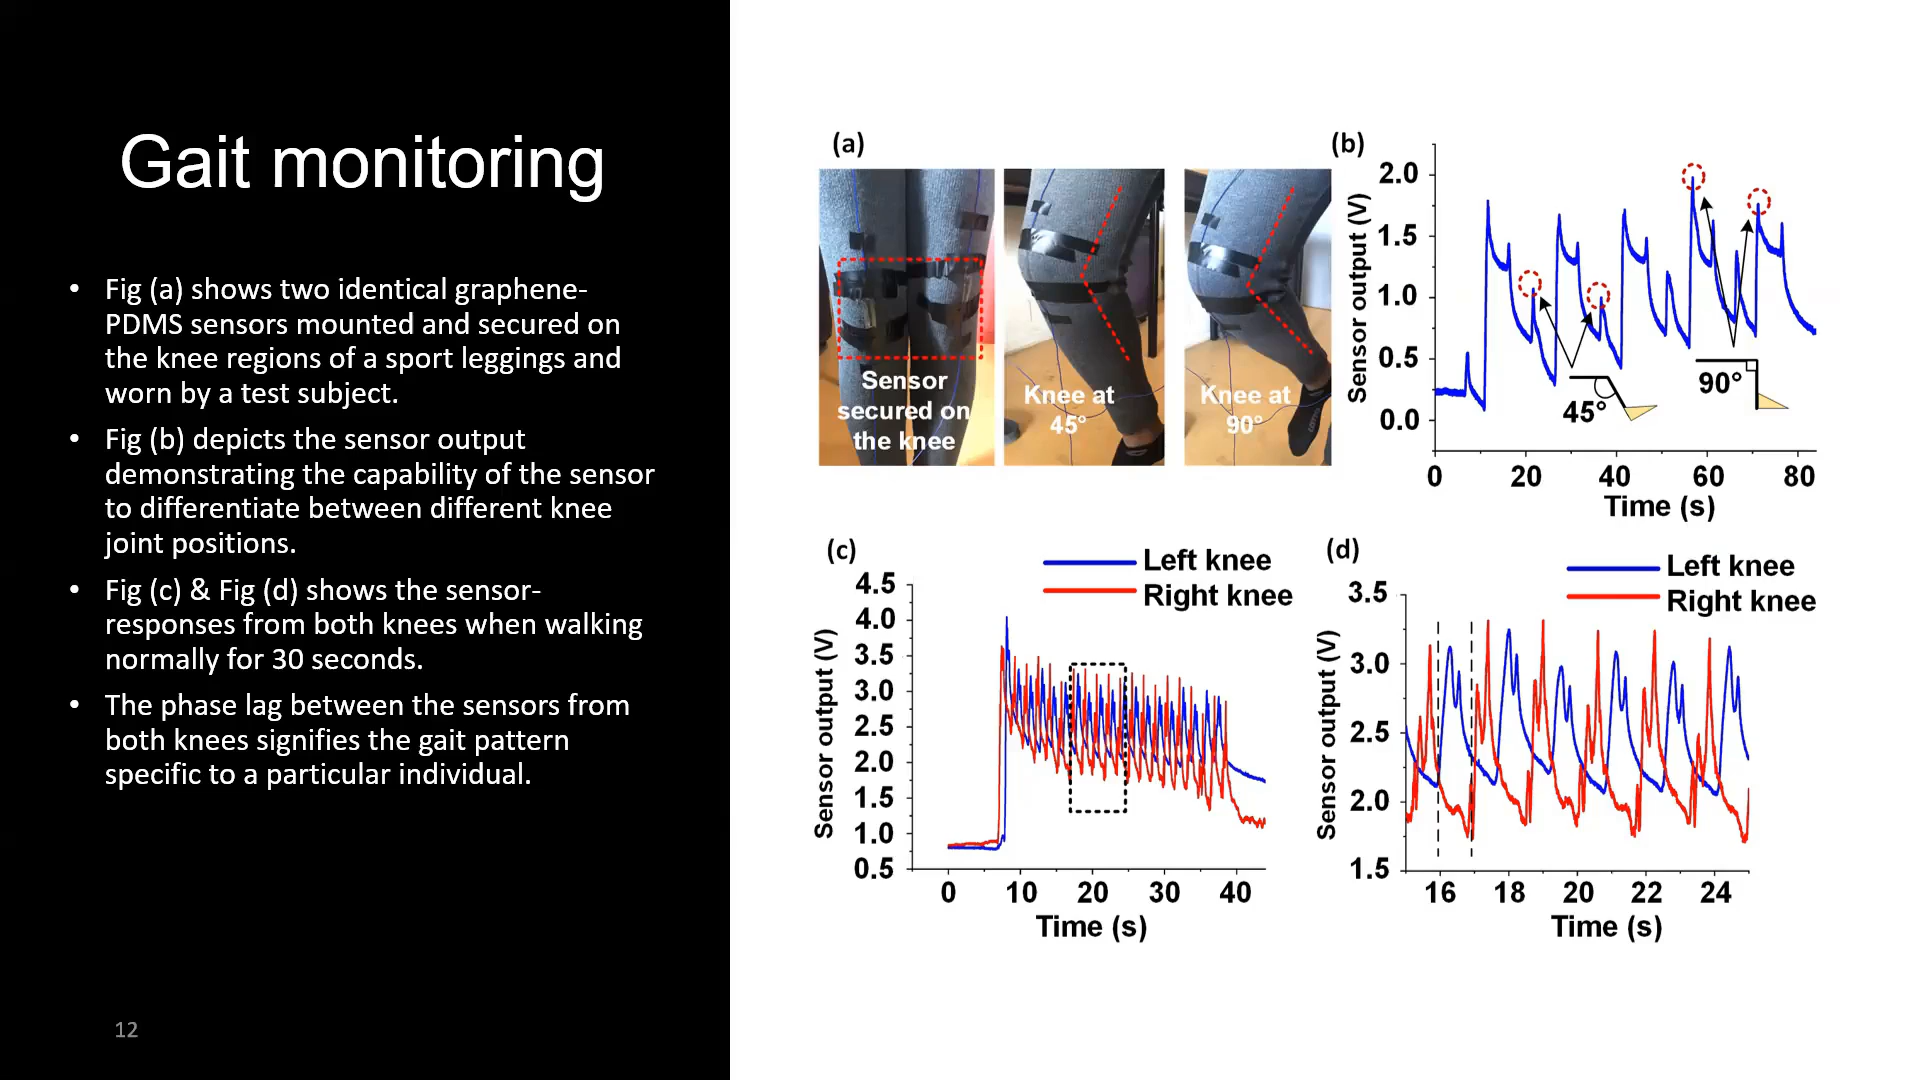 Gait monitoring
• Fig (a) shows two identical graphene-
PDMS sensors mounted and secured on
the knee regions of a sport leggings and
worn by a test subject.
• Fig (b) depicts the sensor output
demonstrating the capability of the sensor
to differentiate between different knee
joint positions.
• Fig (c) & Fig (d) shows the sensor-
responses from both knees when walking
normally for 30 seconds.
• The phase lag between the sensors from
both knees signifies the gait pattern
specific to a particular individual.
12
(a)
Sensor
secured on
the knee
Knee at
45°
Knee at
90°
(b)
Sensor output (V)
2.0
1.5
1.0
0.5
0.0
45°
90°
0 20 40 60 80
Time (s)
(c)
Left knee
Right knee
Sensor output (V)
4.5
4.0
3.5
3.0
2.5
2.0
1.5
1.0
0.5
0 10 20 30 40
Time (s)
(d)
Left knee
Right knee
Sensor output (V)
3.5
3.0
2.5
2.0
1.5
16 18 20 22 24
Time (s)